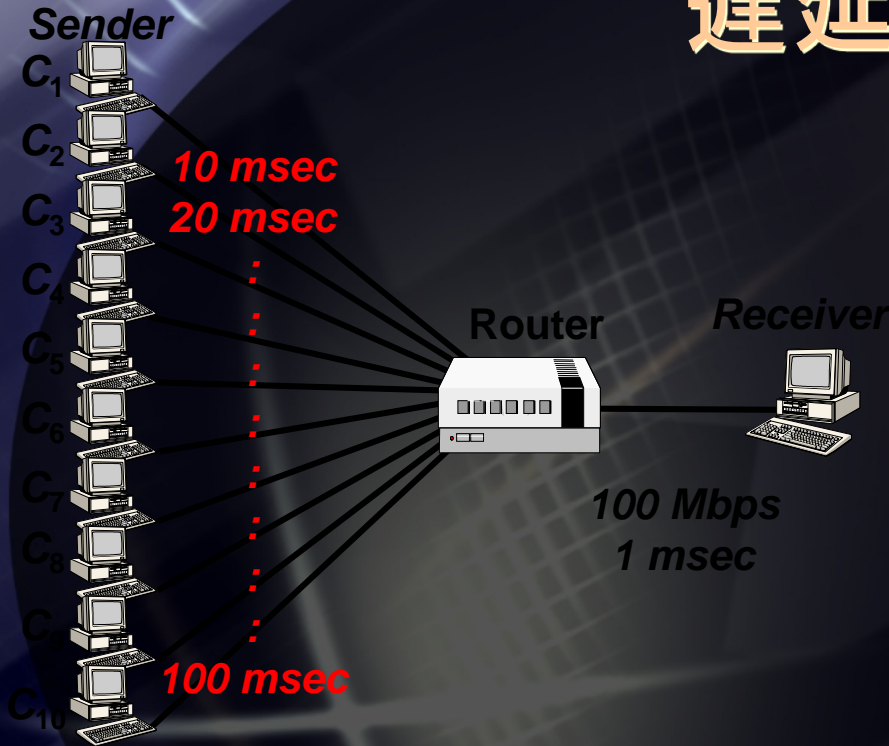 遅延
Sender
C1
C2
C3
C4
C5
C6
C7
C8
C9
C10
10 msec
20 msec
:
:
:
:
:
:
:
100 msec
Router
Receiver
100 Mbps
1 msec